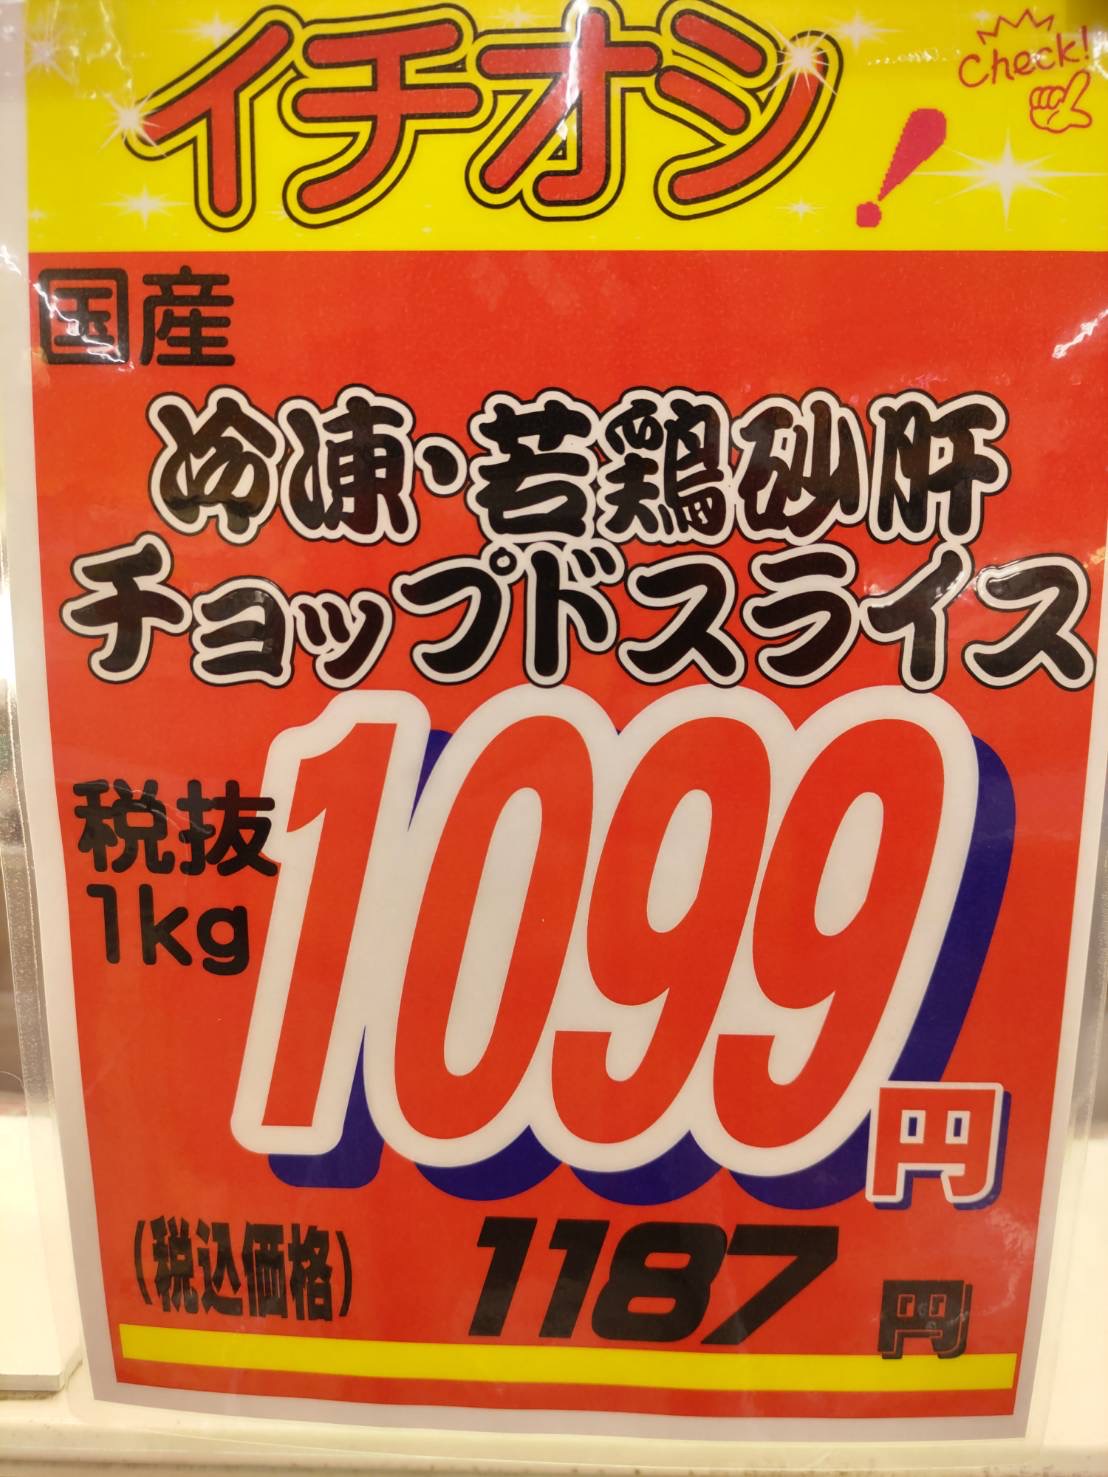 イチオシ!
Check!
国産
冷凍・若鶏砂肝
チョップドスライス
税抜
1kg
1099円
(税込価格) 1187円